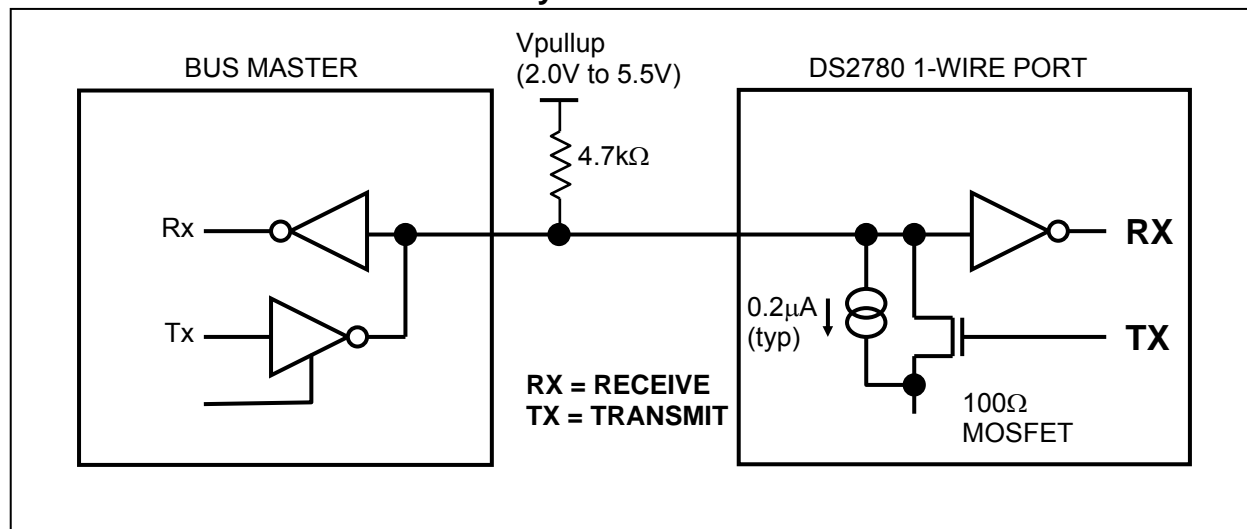 BUS MASTER
Vpullup
(2.0V to 5.5V)
DS2780 1-WIRE PORT
4.7kΩ
Rx
RX
Tx
0.2μA
(typ)
TX
RX = RECEIVE
TX = TRANSMIT
100Ω
MOSFET